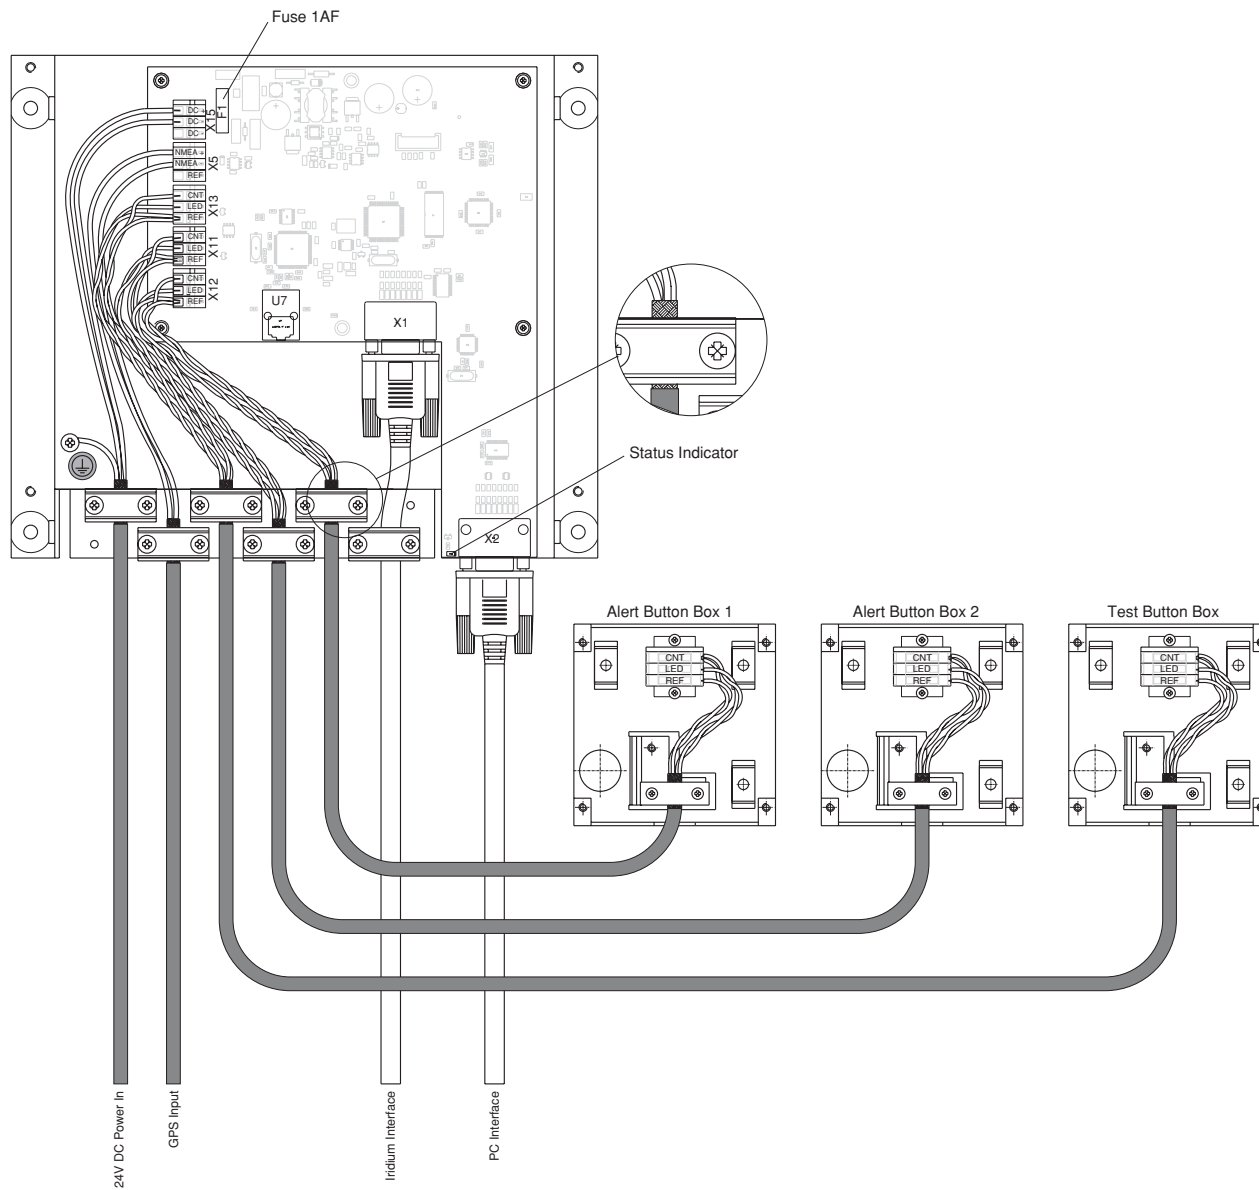 Fuse 1AF
F1
DC +
DC -
DC -
X15
NMEA +
NMEA -
REF
X5
CNT
LED
REF
X13
CNT
LED
REF
X11
CNT
LED
REF
X12
U7
X1
Status Indicator
X2
Alert Button Box 1
Alert Button Box 2
Test Button Box
CNT
LED
REF
CNT
LED
REF
CNT
LED
REF
24V DC Power In
GPS Input
Iridium Interface
PC Interface